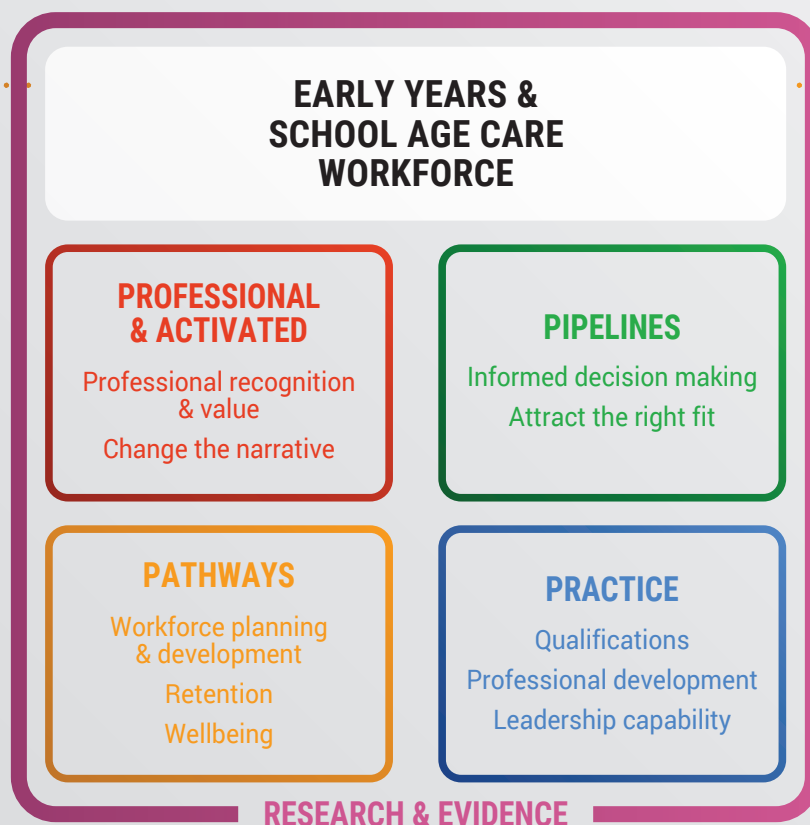 EARLY YEARS &
SCHOOL AGE CARE
WORKFORCE
PROFESSIONAL
& ACTIVATED
Professional recognition
& value
Change the narrative
PIPELINES
Informed decision making
Attract the right fit
PATHWAYS
Workforce planning
& development
Retention
Wellbeing
PRACTICE
Qualifications
Professional development
Leadership capability
RESEARCH & EVIDENCE